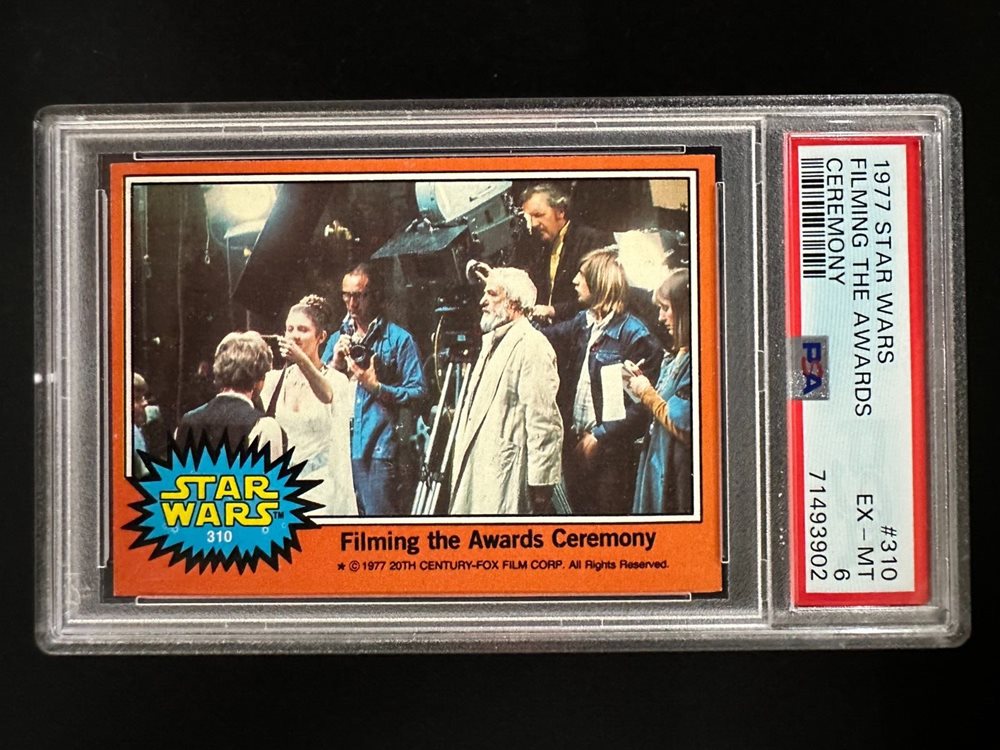 STAR
WARS™
310
Filming the Awards Ceremony
★ © 1977 20TH CENTURY-FOX FILM CORP. All Rights Reserved.
1977 STAR WARS #310
FILMING THE AWARDS EX - MT
CEREMONY 6
PSA 71493902